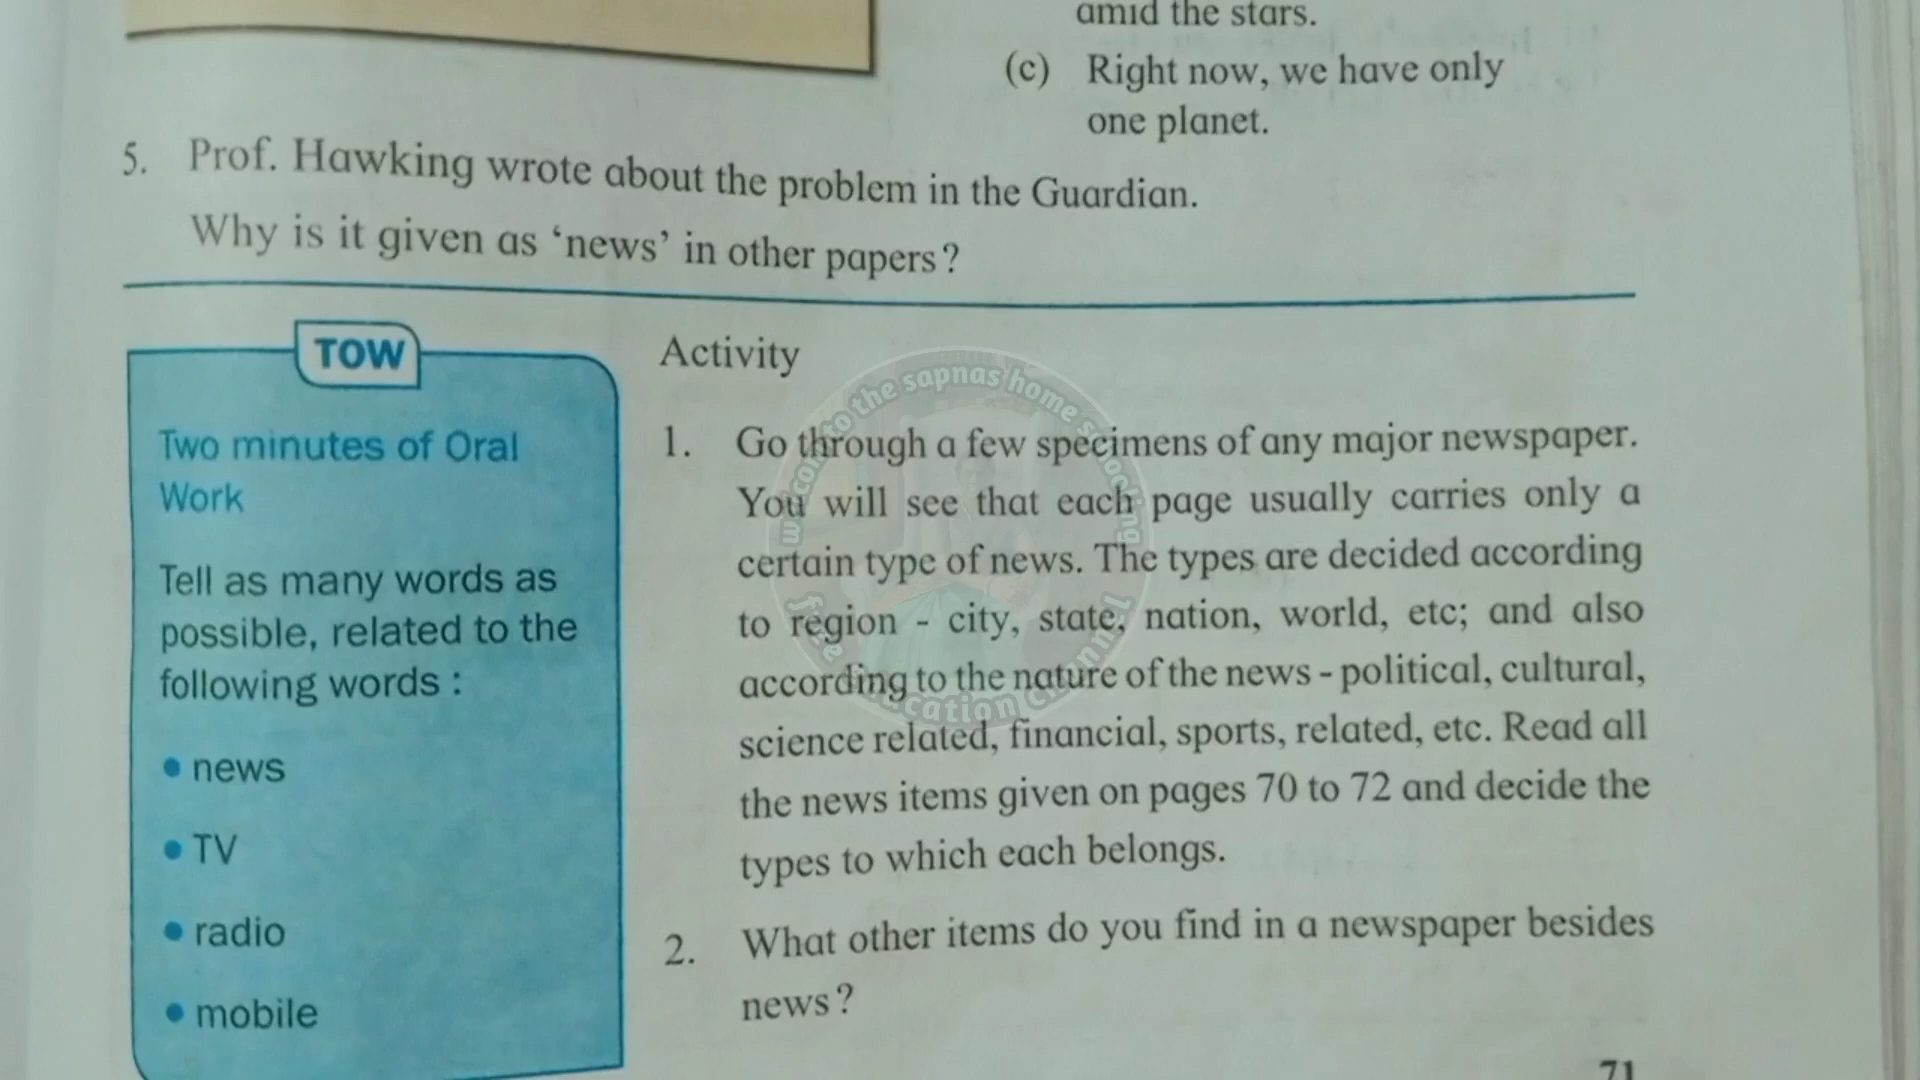 amid the stars.
(c) Right now, we have only
one planet.
5. Prof. Hawking wrote about the problem in the Guardian.
Why is it given as ‘news’ in other papers?
TOW
Two minutes of Oral
Work
Tell as many words as
possible, related to the
following words :
• news
• TV
• radio
• mobile
Activity
1. Go through a few specimens of any major newspaper.
You will see that each page usually carries only a
certain type of news. The types are decided according
to region - city, state, nation, world, etc; and also
according to the nature of the news - political, cultural,
science related, financial, sports, related, etc. Read all
the news items given on pages 70 to 72 and decide the
types to which each belongs.
2. What other items do you find in a newspaper besides
news?
71
to the sapnas home
free education channel